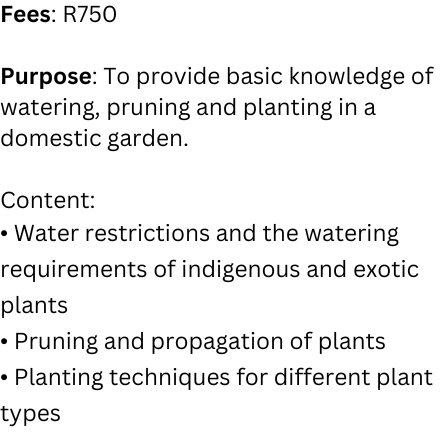 Fees: R750
Purpose: To provide basic knowledge of
watering, pruning and planting in a
domestic garden.
Content:
• Water restrictions and the watering
requirements of indigenous and exotic
plants
• Pruning and propagation of plants
• Planting techniques for different plant
types